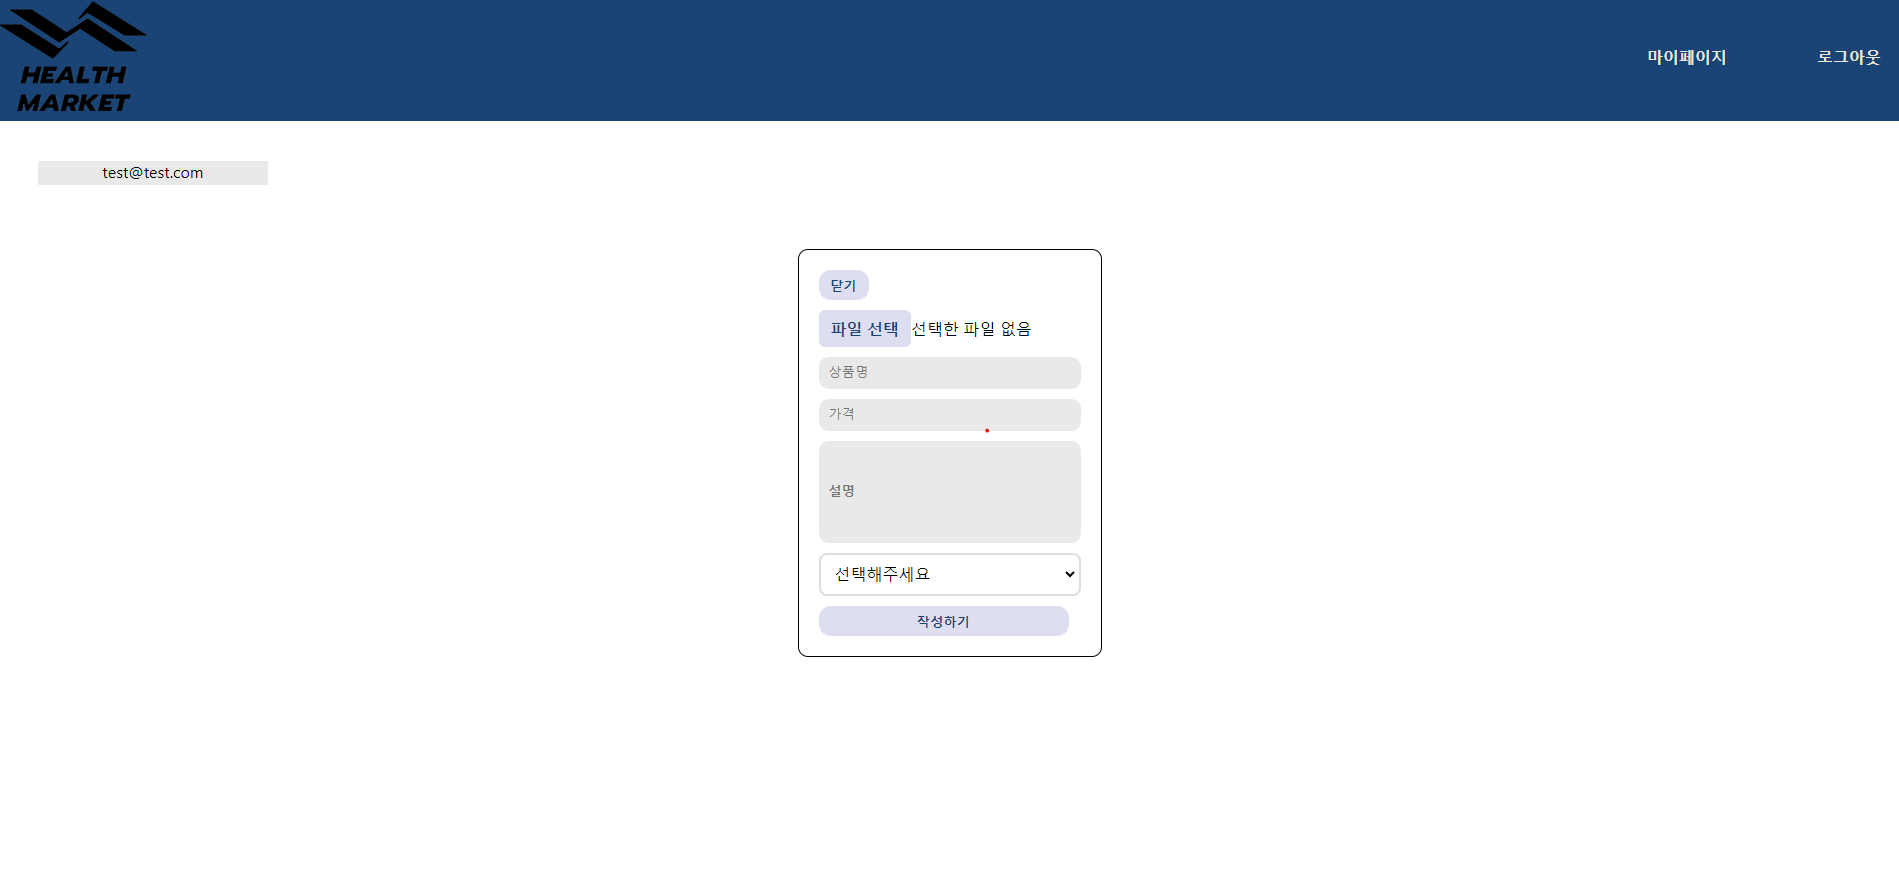 HEALTH
MARKET
마이페이지
로그아웃
test@test.com
닫기
파일 선택 선택한 파일 없음
상품명
가격
설명
선택해주세요
작성하기